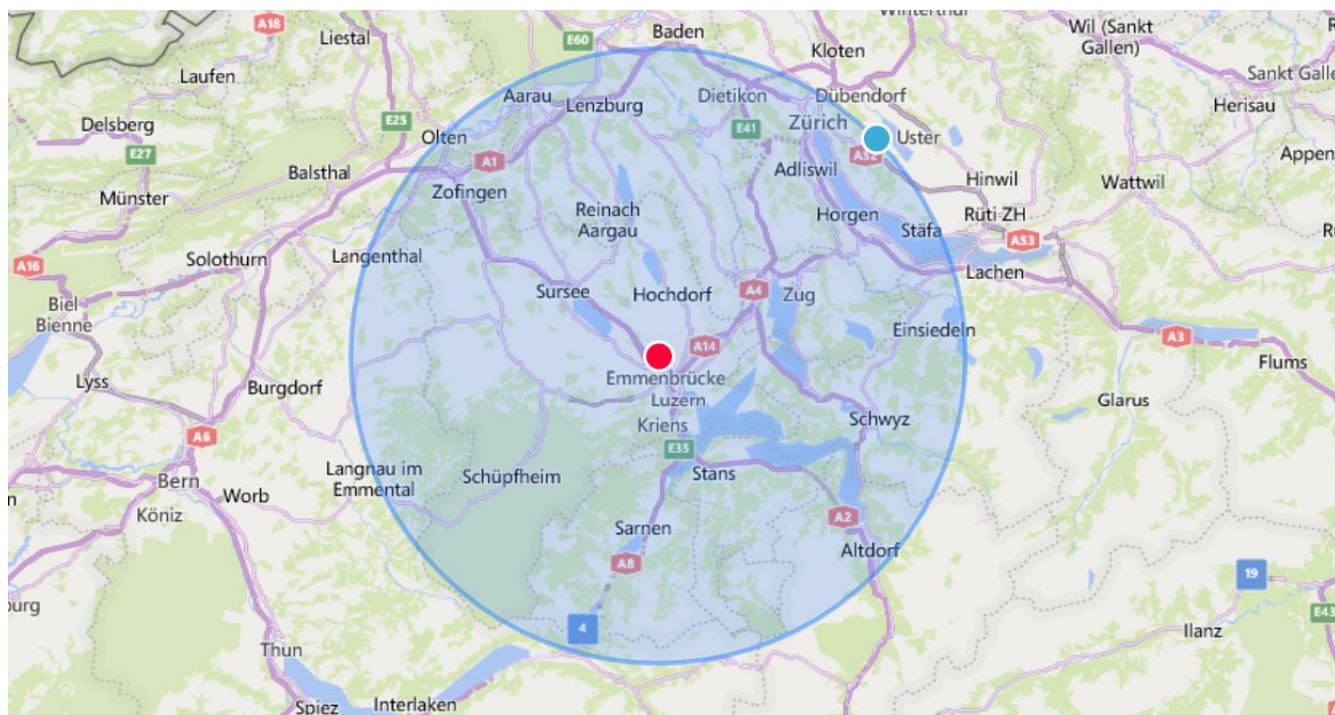 A18
Liestal
E60
Baden
Winterthur
Wil (Sankt
Gallen)
Kloten
Laufen
Sankt Galle
Aarau
Lenzburg
Dietikon
Dübendorf
Herisau
Delsberg
E25
Olten
E41
Zürich
Uster
E27
A1
A52
Appen
Balsthal
Adliswil
Hinwil
Wattwil
Münster
Zofingen
Reinach
Aargau
Horgen
Rüti ZH
Stäfa
A53
Langenthal
Solothurn
A16
Lachen
Biel
Bienne
Sursee
Hochdorf
A4
Zug
Einsiedeln
A3
A14
Flums
Lyss
Burgdorf
Emmenbrücke
Luzern
Glarus
Kriens
Schwyz
A6
E35
Langnau im
Emmental
Schüpfheim
Stans
Bern
Worb
Köniz
A2
Sarnen
Altdorf
A8
19
burg
E43
4
Ilanz
Thun
Spiez
Interlaken